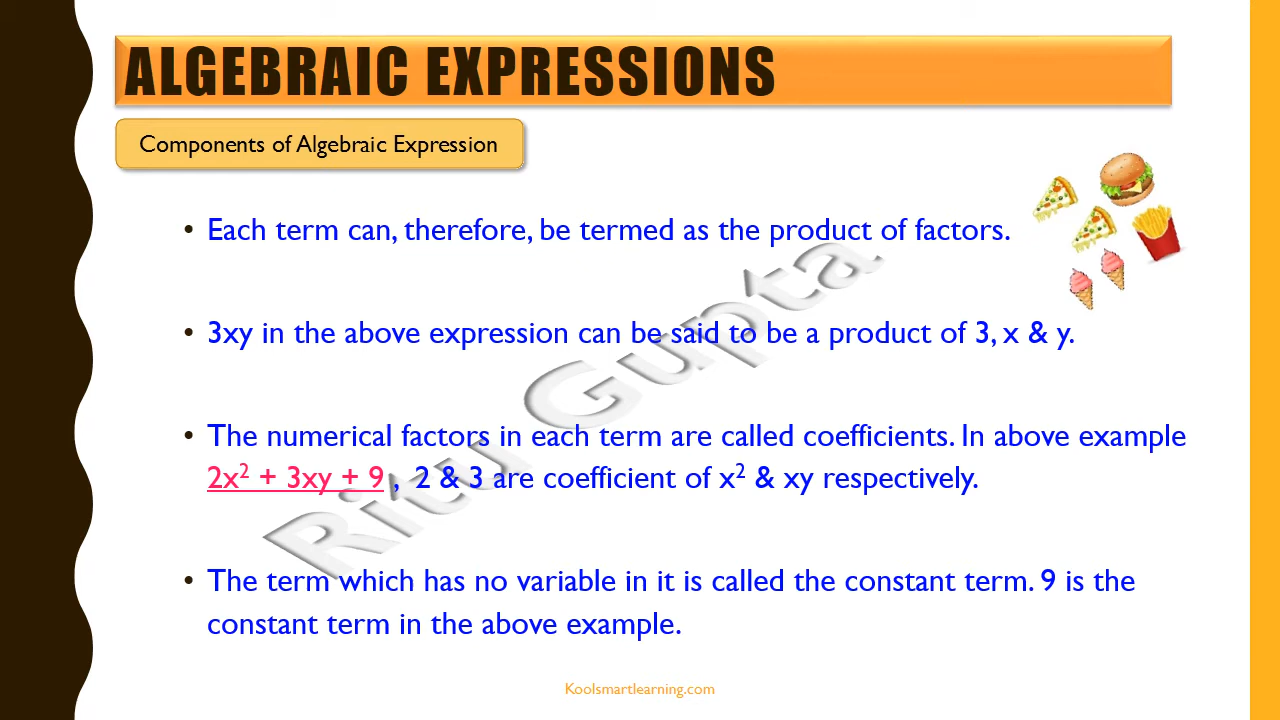 ALGEBRAIC EXPRESSIONS
Components of Algebraic Expression
• Each term can, therefore, be termed as the product of factors.
• 3xy in the above expression can be said to be a product of 3, x & y.
• The numerical factors in each term are called coefficients. In above example
2x² + 3xy + 9 , 2 & 3 are coefficient of x² & xy respectively.
• The term which has no variable in it is called the constant term. 9 is the
constant term in the above example.
Ritu Gupta
Koolsmartlearning.com